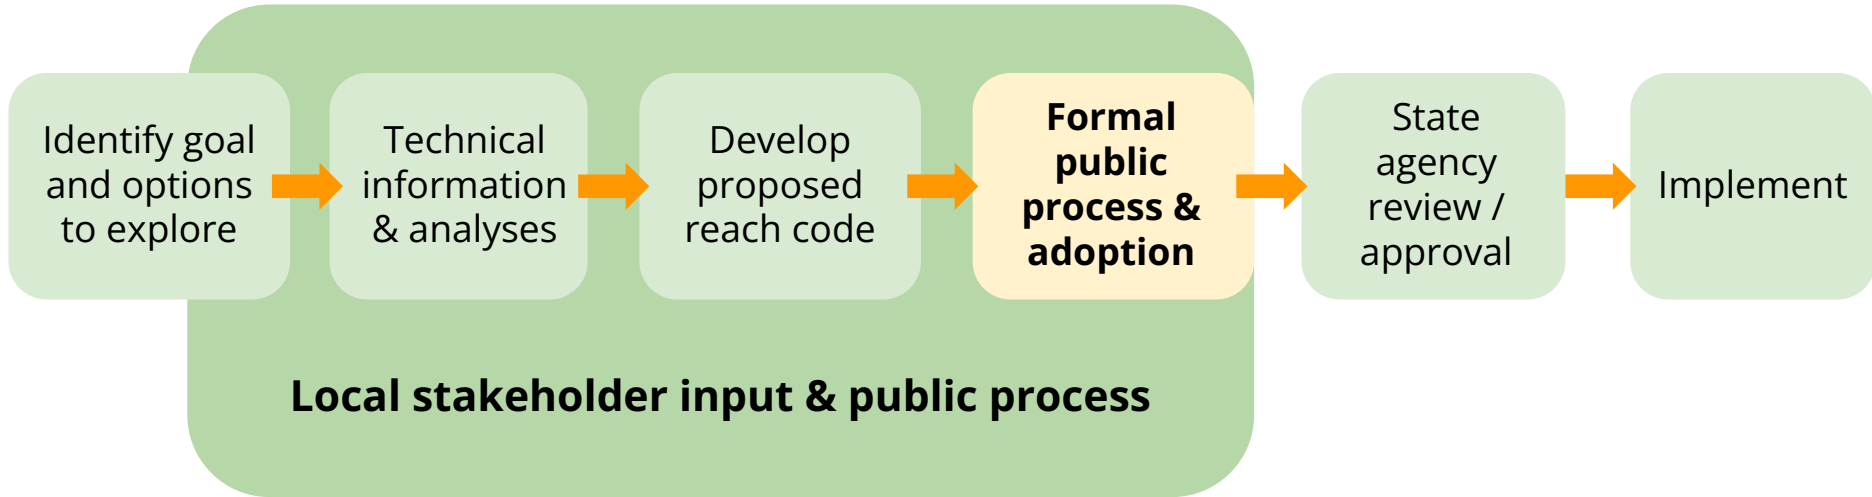 Identify goal
and options
to explore
Technical
information
& analyses
Develop
proposed
reach code
Formal
public
process &
adoption
State
agency
review /
approval
Implement
Local stakeholder input & public process